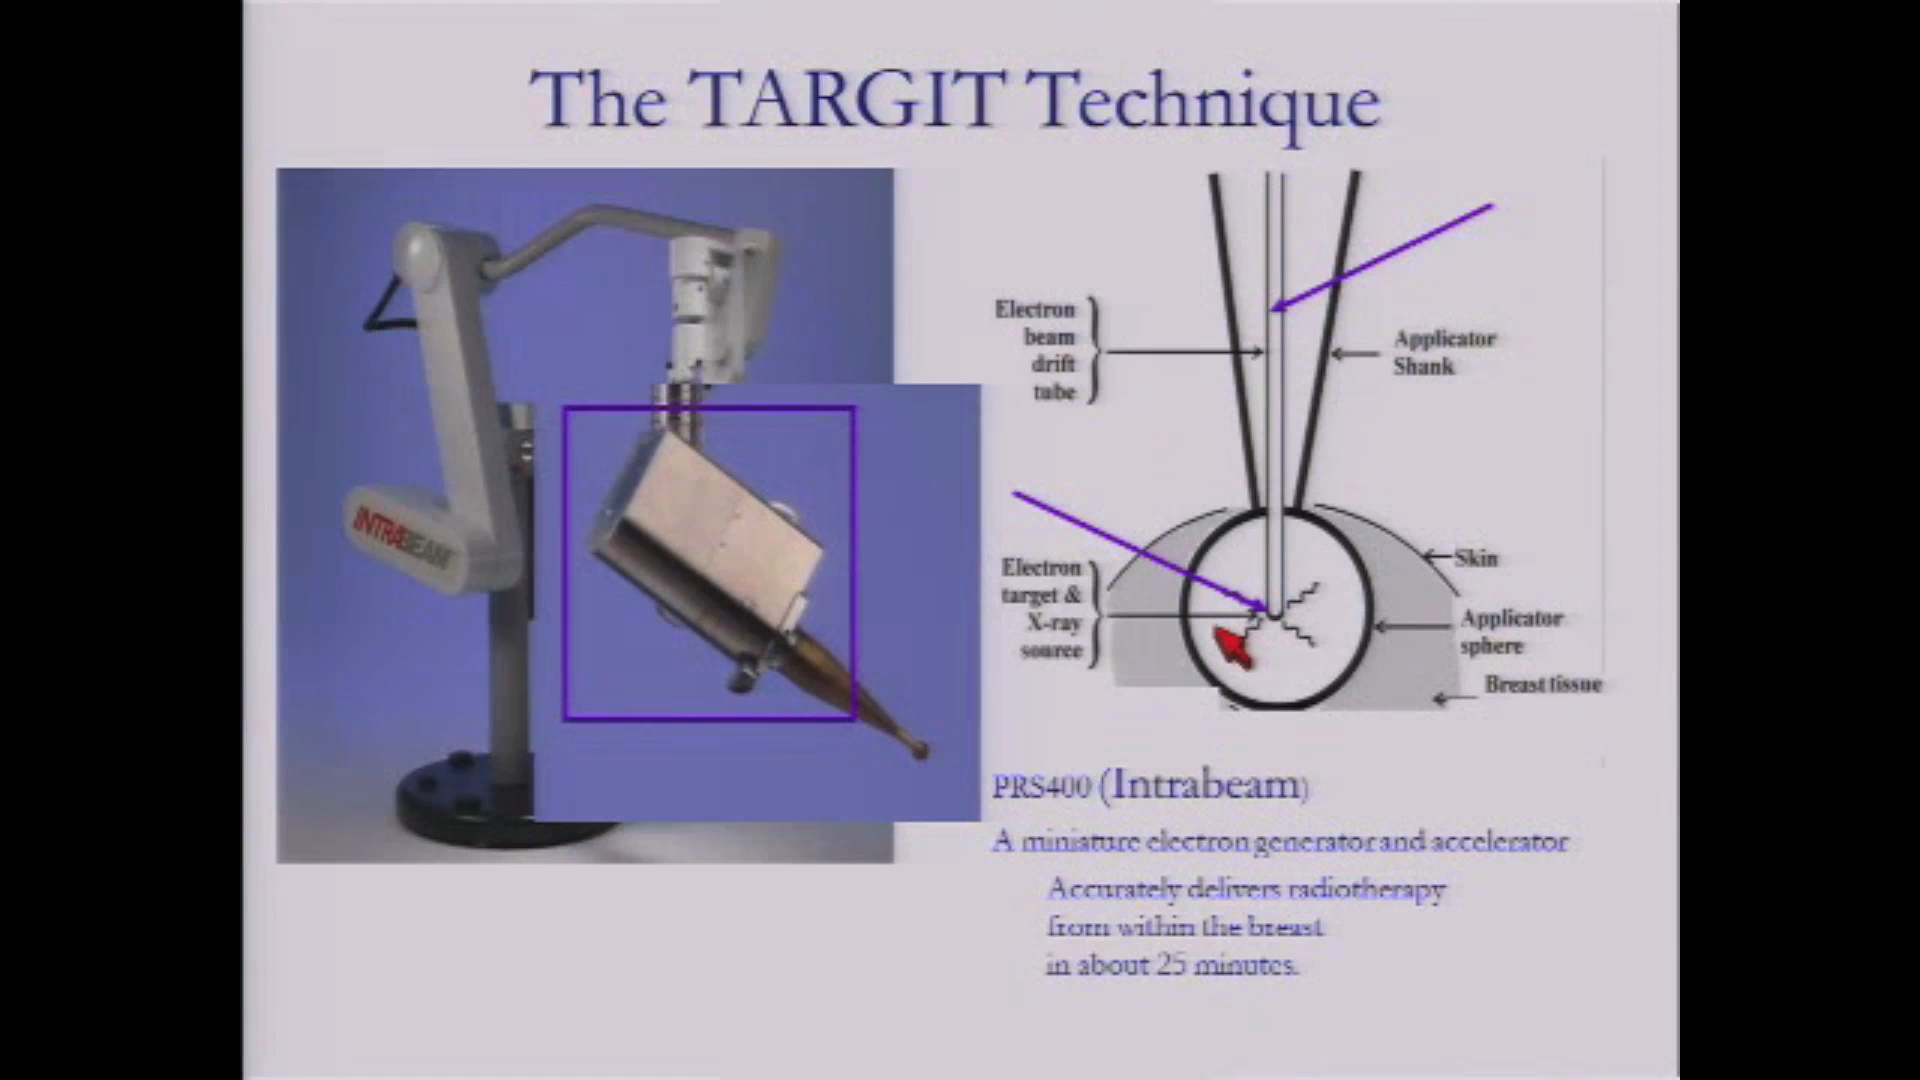 The TARGIT Technique
INTRABEAM
Electron
beam
drift
tube
Applicator
Shank
Electron
target &
X-ray
source
Skin
Applicator
sphere
Breast tissue
PRS400 (Intrabeam)
A miniature electron generator and accelerator
Accurately delivers radiotherapy
from within the breast
in about 25 minutes.